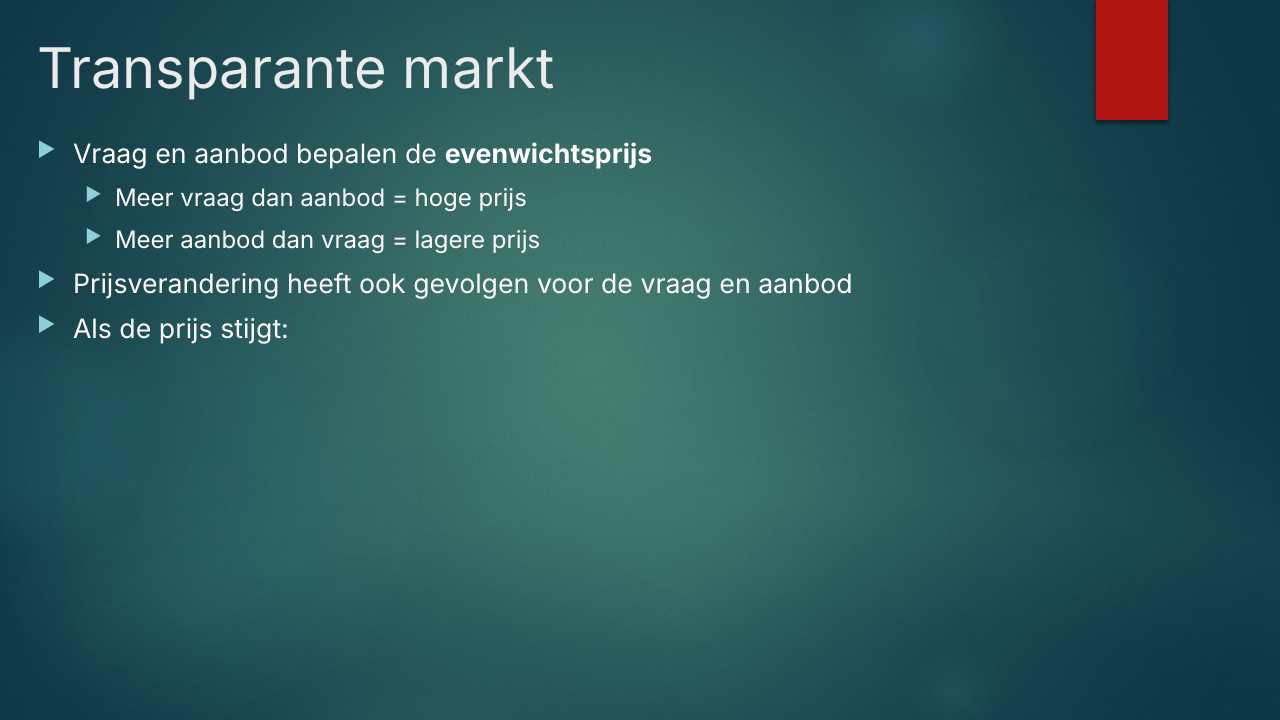 Transparante markt
Vraag en aanbod bepalen de evenwichtsprijs
Meer vraag dan aanbod = hoge prijs
Meer aanbod dan vraag = lagere prijs
Prijsverandering heeft ook gevolgen voor de vraag en aanbod
Als de prijs stijgt: